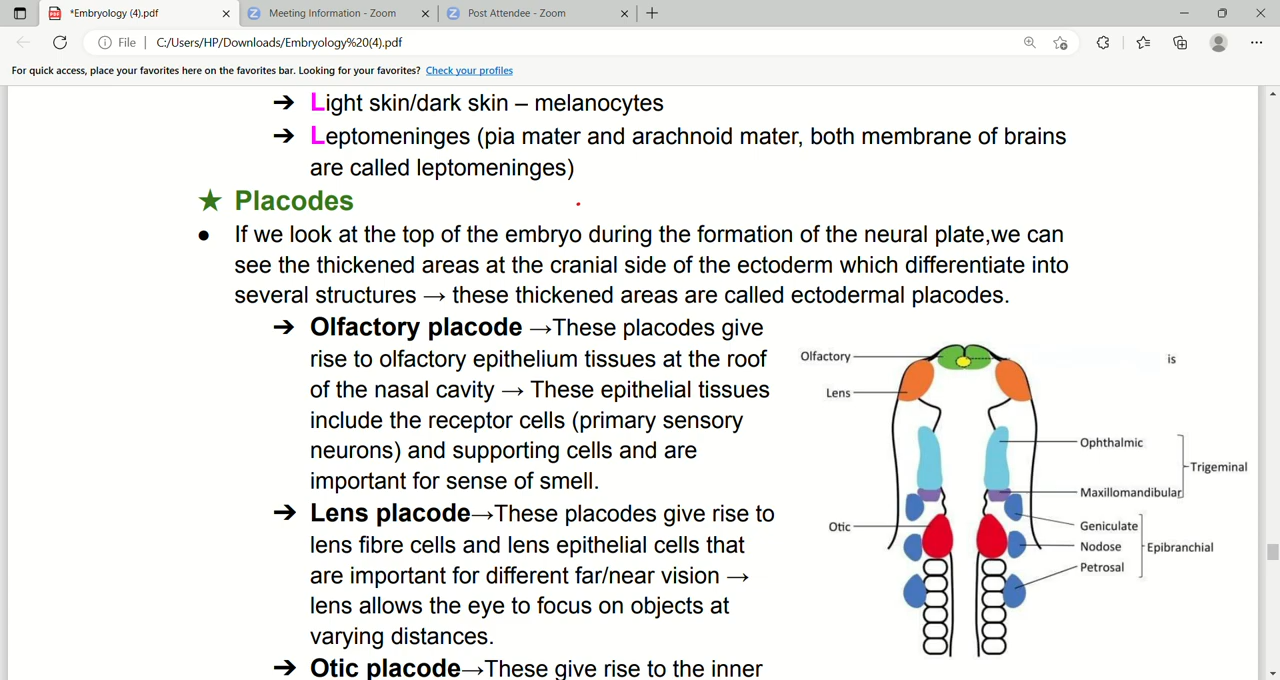 *Embryology (4).pdf
Meeting Information - Zoom
Post Attendee - Zoom
File
C:/Users/HP/Downloads/Embryology%20(4).pdf
For quick access, place your favorites here on the favorites bar. Looking for your favorites? Check your profiles
→ Light skin/dark skin – melanocytes
→ Leptomeninges (pia mater and arachnoid mater, both membrane of brains
are called leptomeninges)
★ Placodes
● If we look at the top of the embryo during the formation of the neural plate,we can
see the thickened areas at the cranial side of the ectoderm which differentiate into
several structures → these thickened areas are called ectodermal placodes.
→ Olfactory placode →These placodes give
rise to olfactory epithelium tissues at the roof
of the nasal cavity → These epithelial tissues
include the receptor cells (primary sensory
neurons) and supporting cells and are
important for sense of smell.
→ Lens placode→These placodes give rise to
lens fibre cells and lens epithelial cells that
are important for different far/near vision →
lens allows the eye to focus on objects at
varying distances.
→ Otic placode→These give rise to the inner
Olfactory
is
Lens
Ophthalmic
Trigeminal
Maxillomandibular
Otic
Geniculate
Nodose
Epibranchial
Petrosal